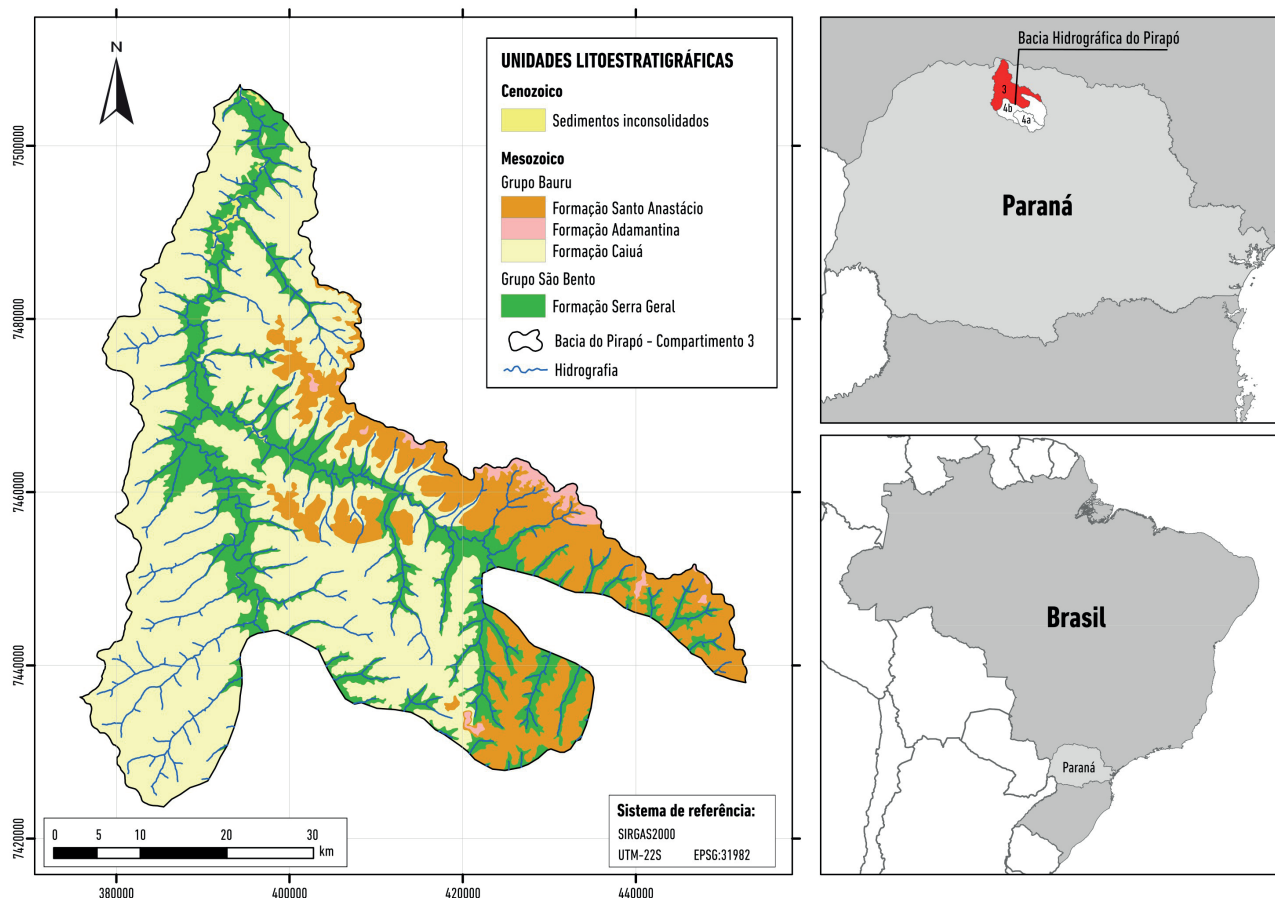 N
UNIDADES LITOESTRATIGRÁFICAS
Cenozoico
Sedimentos inconsolidados
Mesozoico
Grupo Bauru
Formação Santo Anastácio
Formação Adamantina
Formação Caiuá
Grupo São Bento
Formação Serra Geral
Bacia do Pirapó - Compartimento 3
Hidrografia
7500000
7480000
7460000
7440000
7420000
0 5 10 20 30
km
Sistema de referência:
SIRGAS2000
UTM-22S EPSG:31982
380000 400000 420000 440000
Bacia Hidrográfica do Pirapó
3
4b
4a
Paraná
Brasil
Paraná